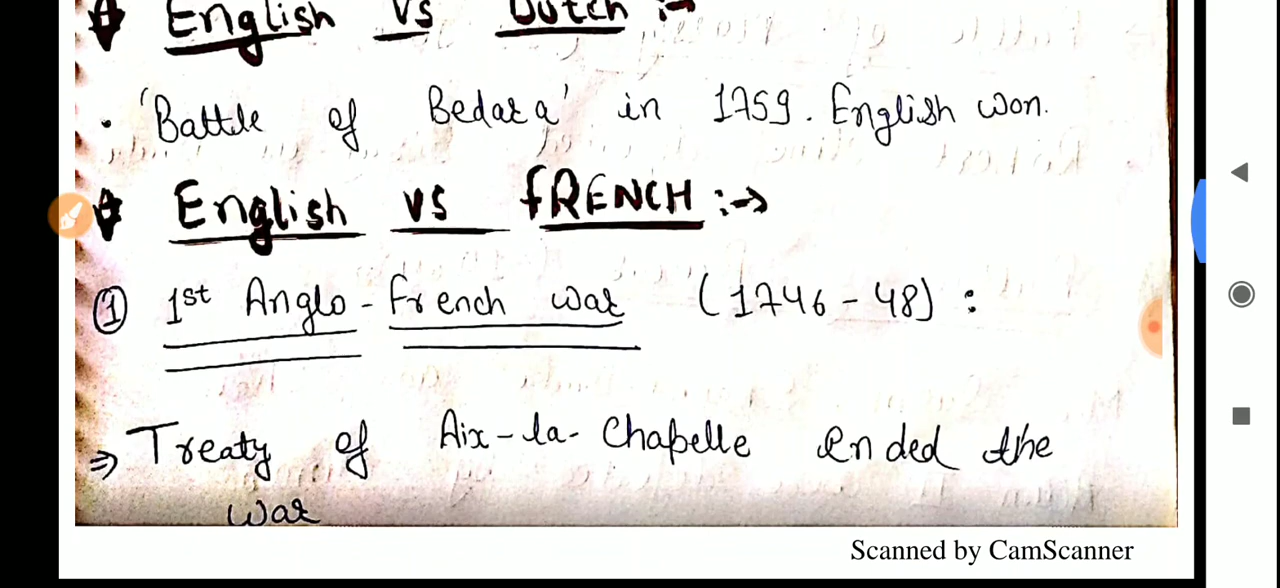 English vs Dutch :→
• 'Battle of Bedara' in 1759. English won.
English vs fRENCH :→
① 1st Anglo-french war (1746-48) :
⇒ Treaty of Aix-la-Chapelle ended the
war
Scanned by CamScanner